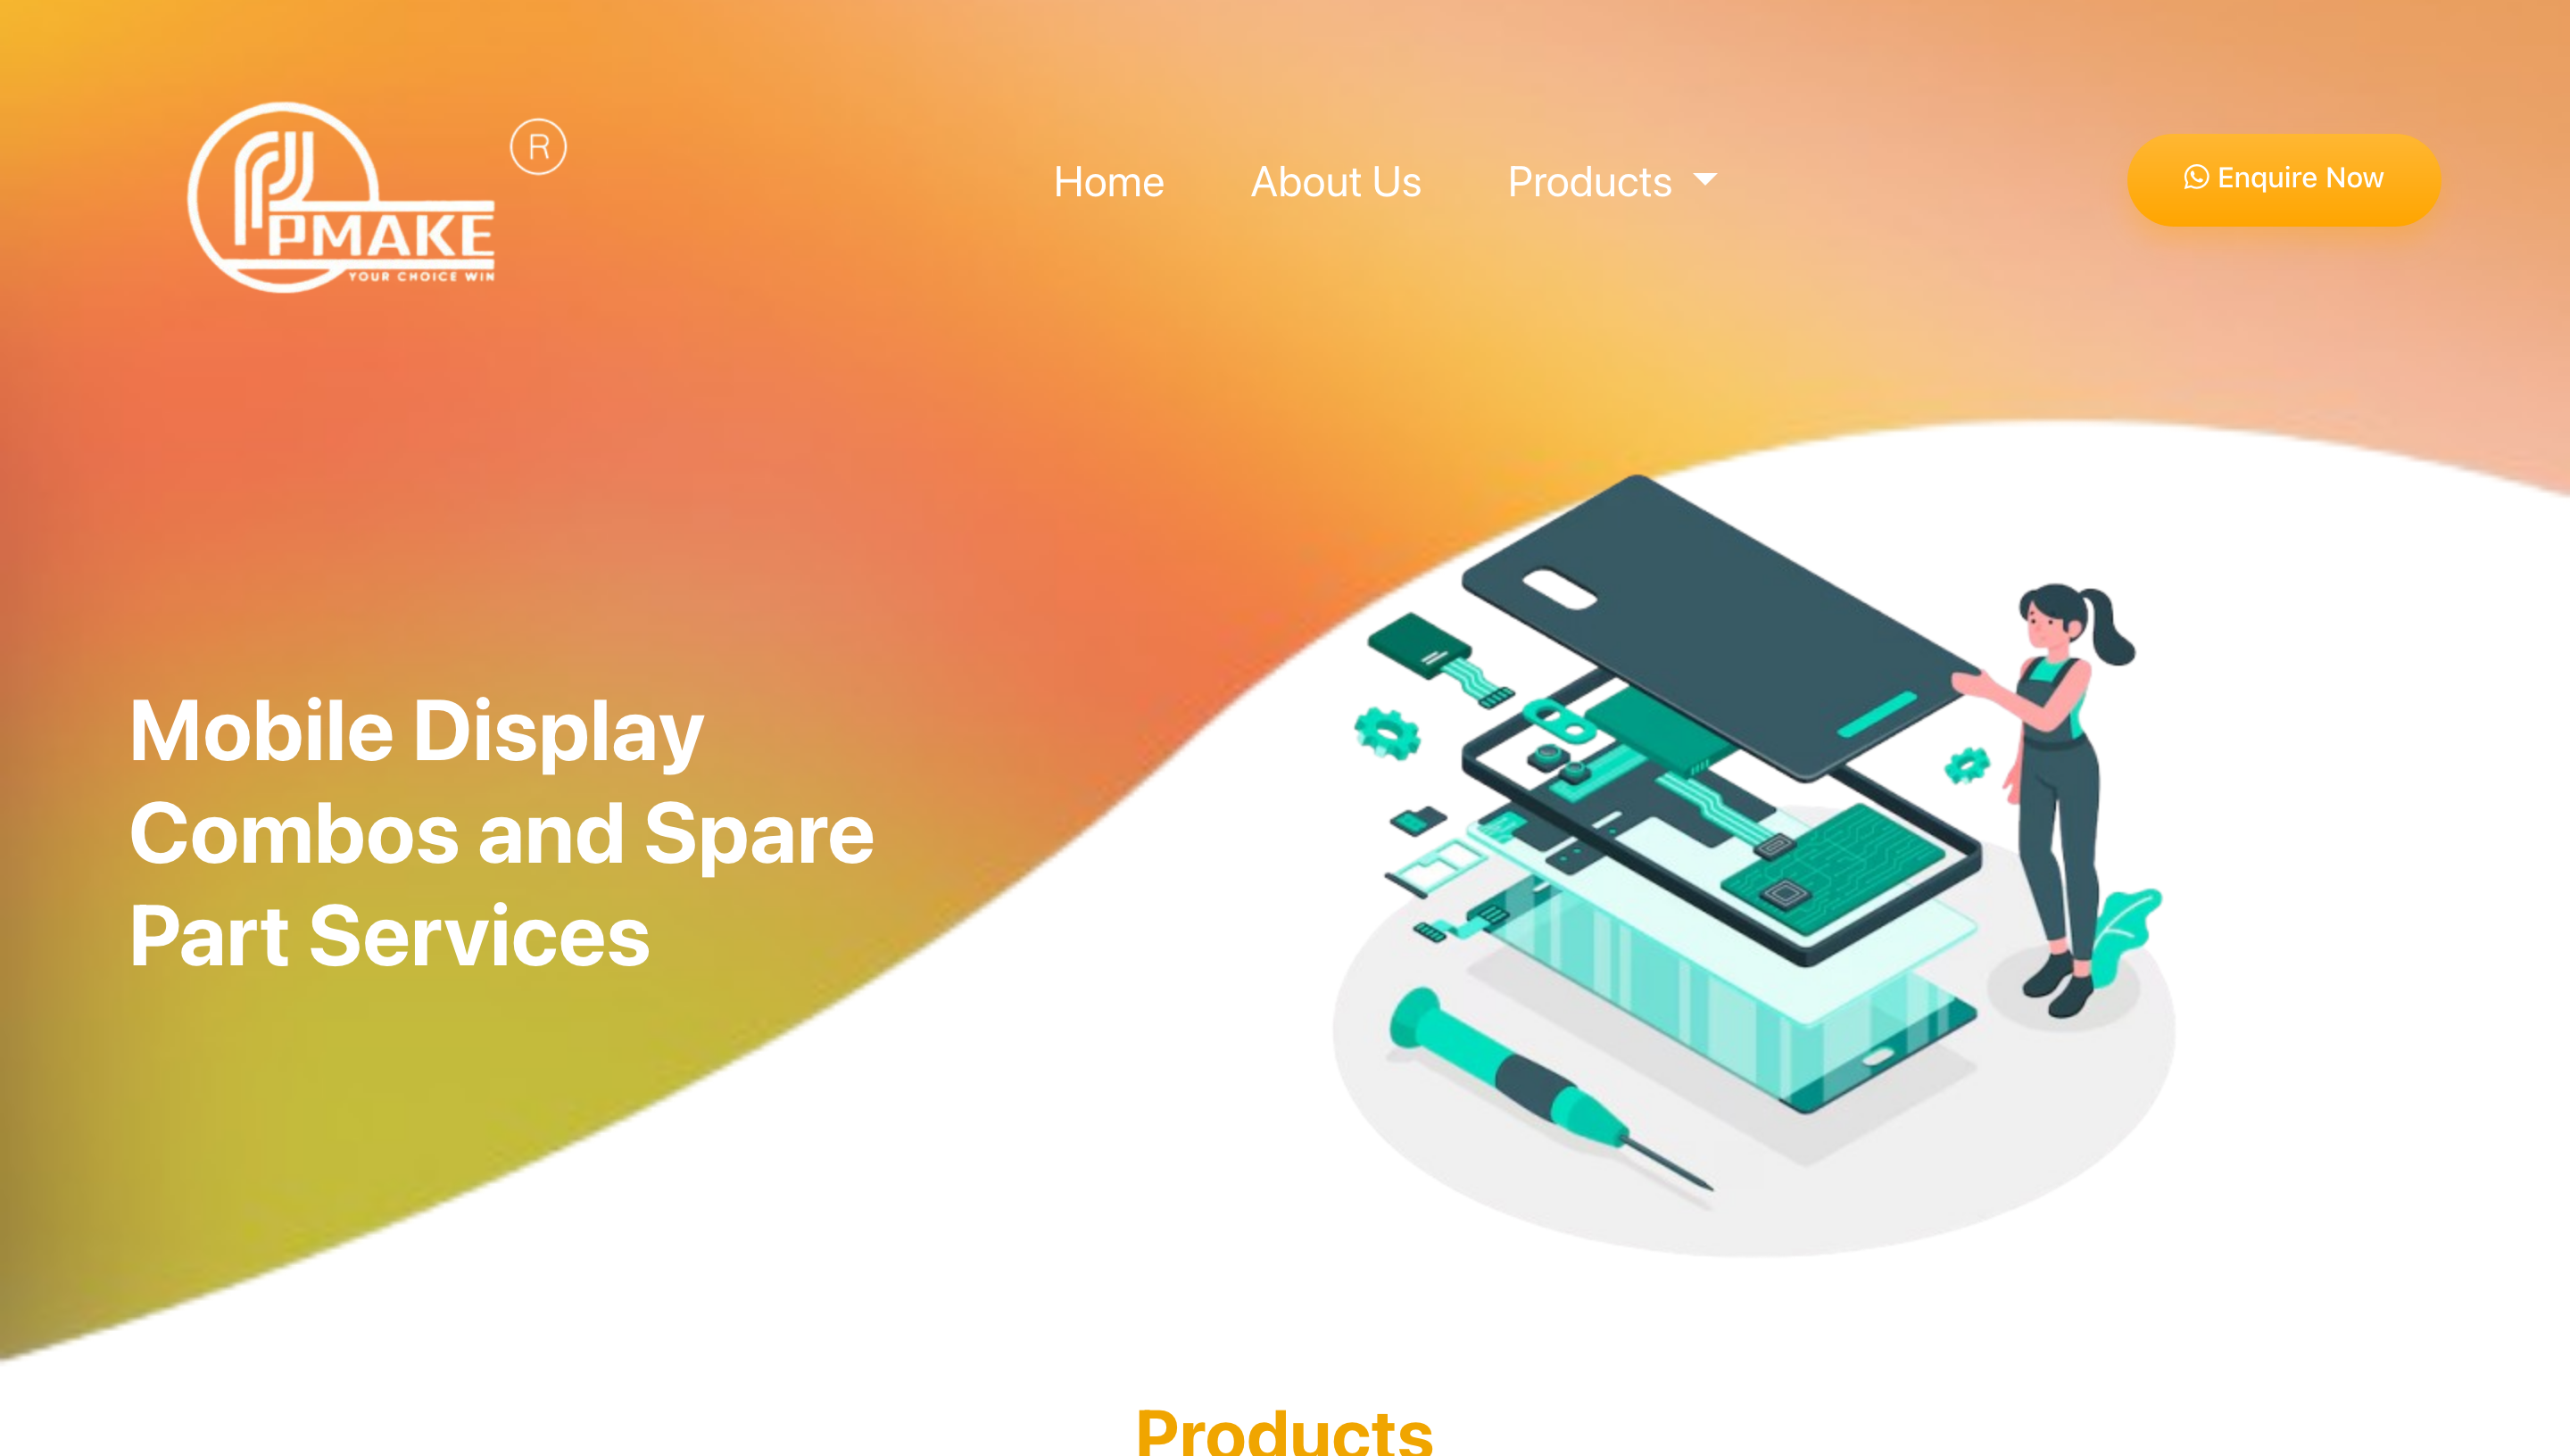 PMAKE
YOUR CHOICE WIN
R
Home
About Us
Products
Enquire Now
Mobile Display
Combos and Spare
Part Services
Products